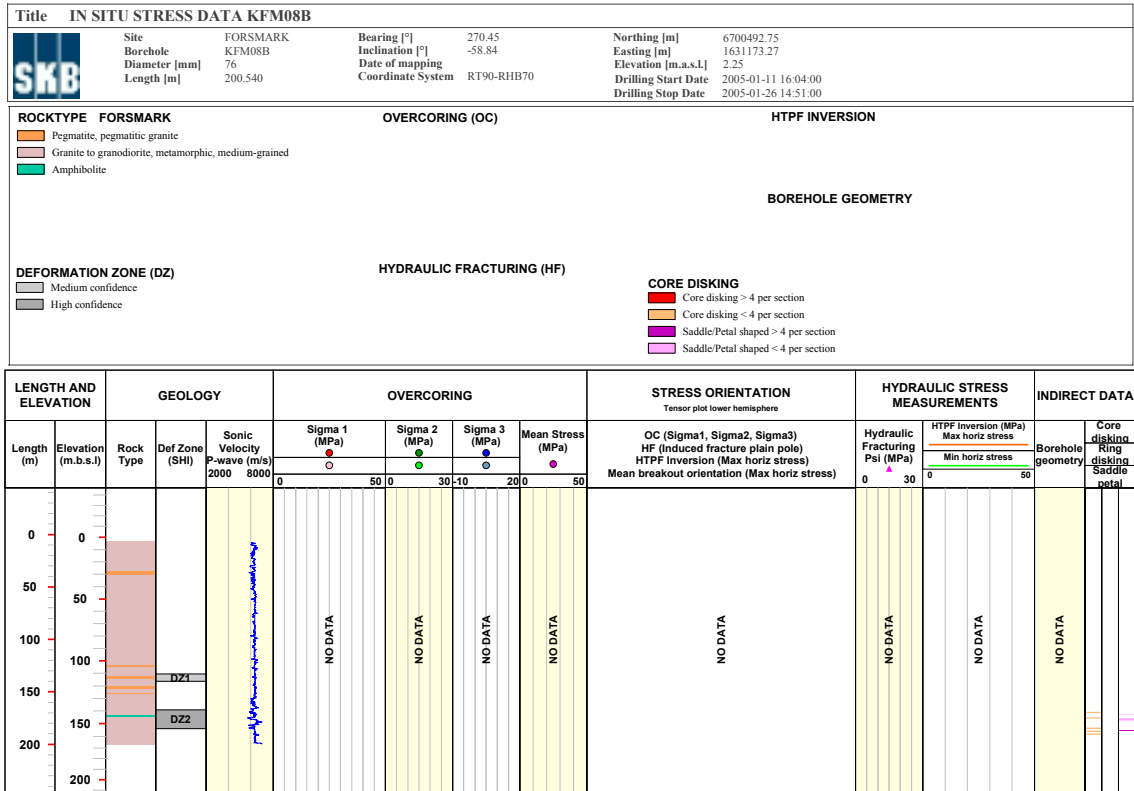 Title IN SITU STRESS DATA KFM08B
SKB
Site FORSMARK Bearing [°] 270.45 Northing [m] 6700492.75
Borehole KFM08B Inclination [°] -58.84 Easting [m] 1631173.27
Diameter [mm] 76 Date of mapping Elevation [m.a.s.l.] 2.25
Length [m] 200.540 Coordinate System RT90-RHB70 Drilling Start Date 2005-01-11 16:04:00
Drilling Stop Date 2005-01-26 14:51:00
ROCKTYPE FORSMARK OVERCORING (OC) HTPF INVERSION
Pegmatite, pegmatitic granite
Granite to granodiorite, metamorphic, medium-grained
Amphibolite
BOREHOLE GEOMETRY
DEFORMATION ZONE (DZ) HYDRAULIC FRACTURING (HF)
Medium confidence
High confidence
CORE DISKING
Core disking > 4 per section
Core disking < 4 per section
Saddle/Petal shaped > 4 per section
Saddle/Petal shaped < 4 per section
LENGTH AND ELEVATION
GEOLOGY
OVERCORING
STRESS ORIENTATION
Tensor plot lower hemisphere
HYDRAULIC STRESS MEASUREMENTS
INDIRECT DATA
Length (m)
Elevation (m.b.s.l)
Rock Type
Def Zone (SHI)
Sonic Velocity P-wave (m/s)
2000 8000
Sigma 1 (MPa)
0 50
Sigma 2 (MPa)
0 30
Sigma 3 (MPa)
-10 20
Mean Stress (MPa)
0 50
OC (Sigma1, Sigma2, Sigma3)
HF (Induced fracture plain pole)
HTPF Inversion (Max horiz stress)
Mean breakout orientation (Max horiz stress)
Hydraulic Fracturing Psi (MPa)
0 30
HTPF Inversion (MPa)
Max horiz stress
Min horiz stress
0 50
Borehole geometry
Core disking
Ring disking
Saddle petal
0
50
100
150
200
0
50
100
150
200
DZ1
DZ2
NO DATA
NO DATA
NO DATA
NO DATA
NO DATA
NO DATA
NO DATA
NO DATA